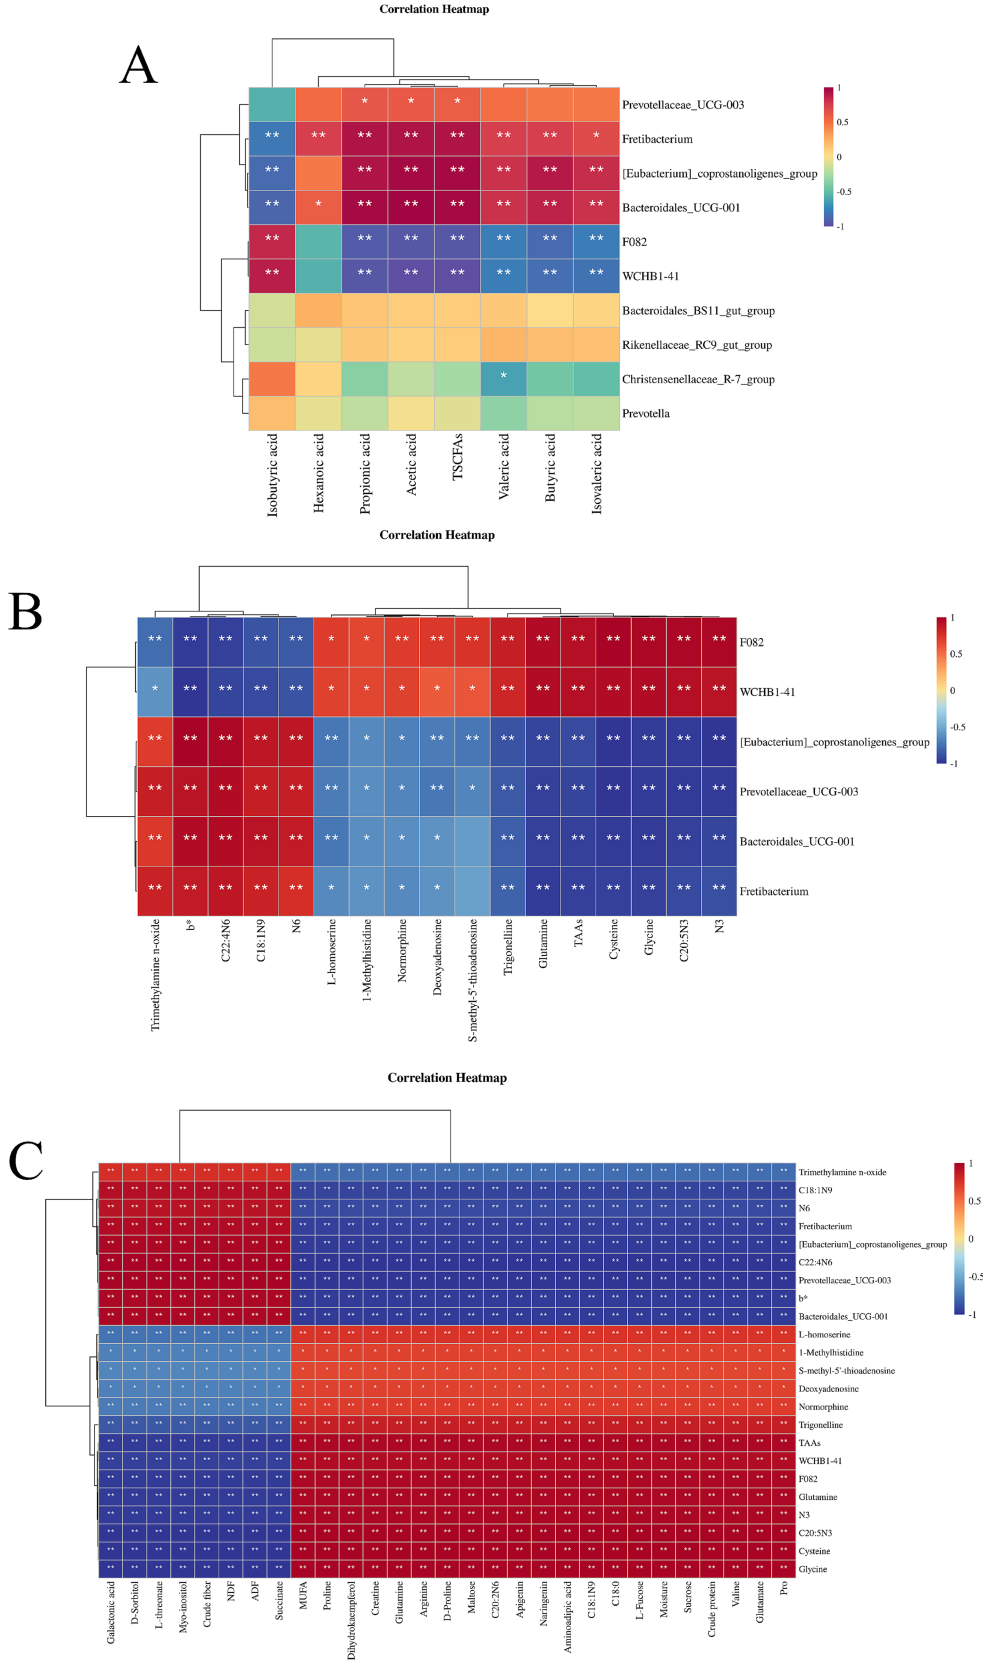 Correlation Heatmap
A
* * * Prevotellaceae_UCG-003
** ** ** ** ** ** ** * Fretibacterium
** ** ** ** ** ** ** [Eubacterium]_coprostanoligenes_group
** * ** ** ** ** ** ** Bacteroidales_UCG-001
** ** ** ** ** ** ** F082
** ** ** ** ** ** ** WCHB1-41
Bacteroidales_BS11_gut_group
Rikenellaceae_RC9_gut_group
* Christensenellaceae_R-7_group
Prevotella
1
0.5
0
-0.5
-1
Isobutyric acid
Hexanoic acid
Propionic acid
Acetic acid
TSCFAs
Valeric acid
Butyric acid
Isovaleric acid
Correlation Heatmap
B
** ** ** ** ** * * ** ** ** ** ** ** ** ** ** ** F082
* ** ** ** ** * * * * * ** ** ** ** ** ** ** WCHB1-41
** ** ** ** ** ** * * ** ** ** ** ** ** ** ** ** [Eubacterium]_coprostanoligenes_group
** ** ** ** ** ** * * ** * ** ** ** ** ** ** ** Prevotellaceae_UCG-003
** ** ** ** ** ** * * * ** ** ** ** ** ** ** Bacteroidales_UCG-001
** ** ** ** ** * * * * ** ** ** ** ** ** ** Fretibacterium
1
0.5
0
-0.5
-1
Trimethylamine n-oxide
b*
C22:4N6
C18:1N9
N6
L-homoserine
1-Methylhistidine
Normorphine
Deoxyadenosine
S-methyl-5'-thioadenosine
Trigonelline
Glutamine
TAAs
Cysteine
Glycine
C20:5N3
N3
Correlation Heatmap
C
Trimethylamine n-oxide
C18:1N9
N6
Fretibacterium
[Eubacterium]_coprostanoligenes_group
C22:4N6
Prevotellaceae_UCG-003
b*
Bacteroidales_UCG-001
L-homoserine
1-Methylhistidine
S-methyl-5'-thioadenosine
Deoxyadenosine
Normorphine
Trigonelline
TAAs
WCHB1-41
F082
Glutamine
N3
C20:5N3
Cysteine
Glycine
1
0.5
0
-0.5
-1
Galactonic acid
D-Sorbitol
L-threonate
Myo-inositol
Crude fiber
NDF
ADF
Succinate
MUFA
Proline
Dihydrokaempferol
Creatine
Glutamine
Arginine
D-Proline
Maltose
C20:2N6
Apigenin
Naringenin
Aminoadipic acid
C18:1N9
C18:0
L-Fucose
Moisture
Sucrose
Crude protein
Valine
Glutamate
Pro